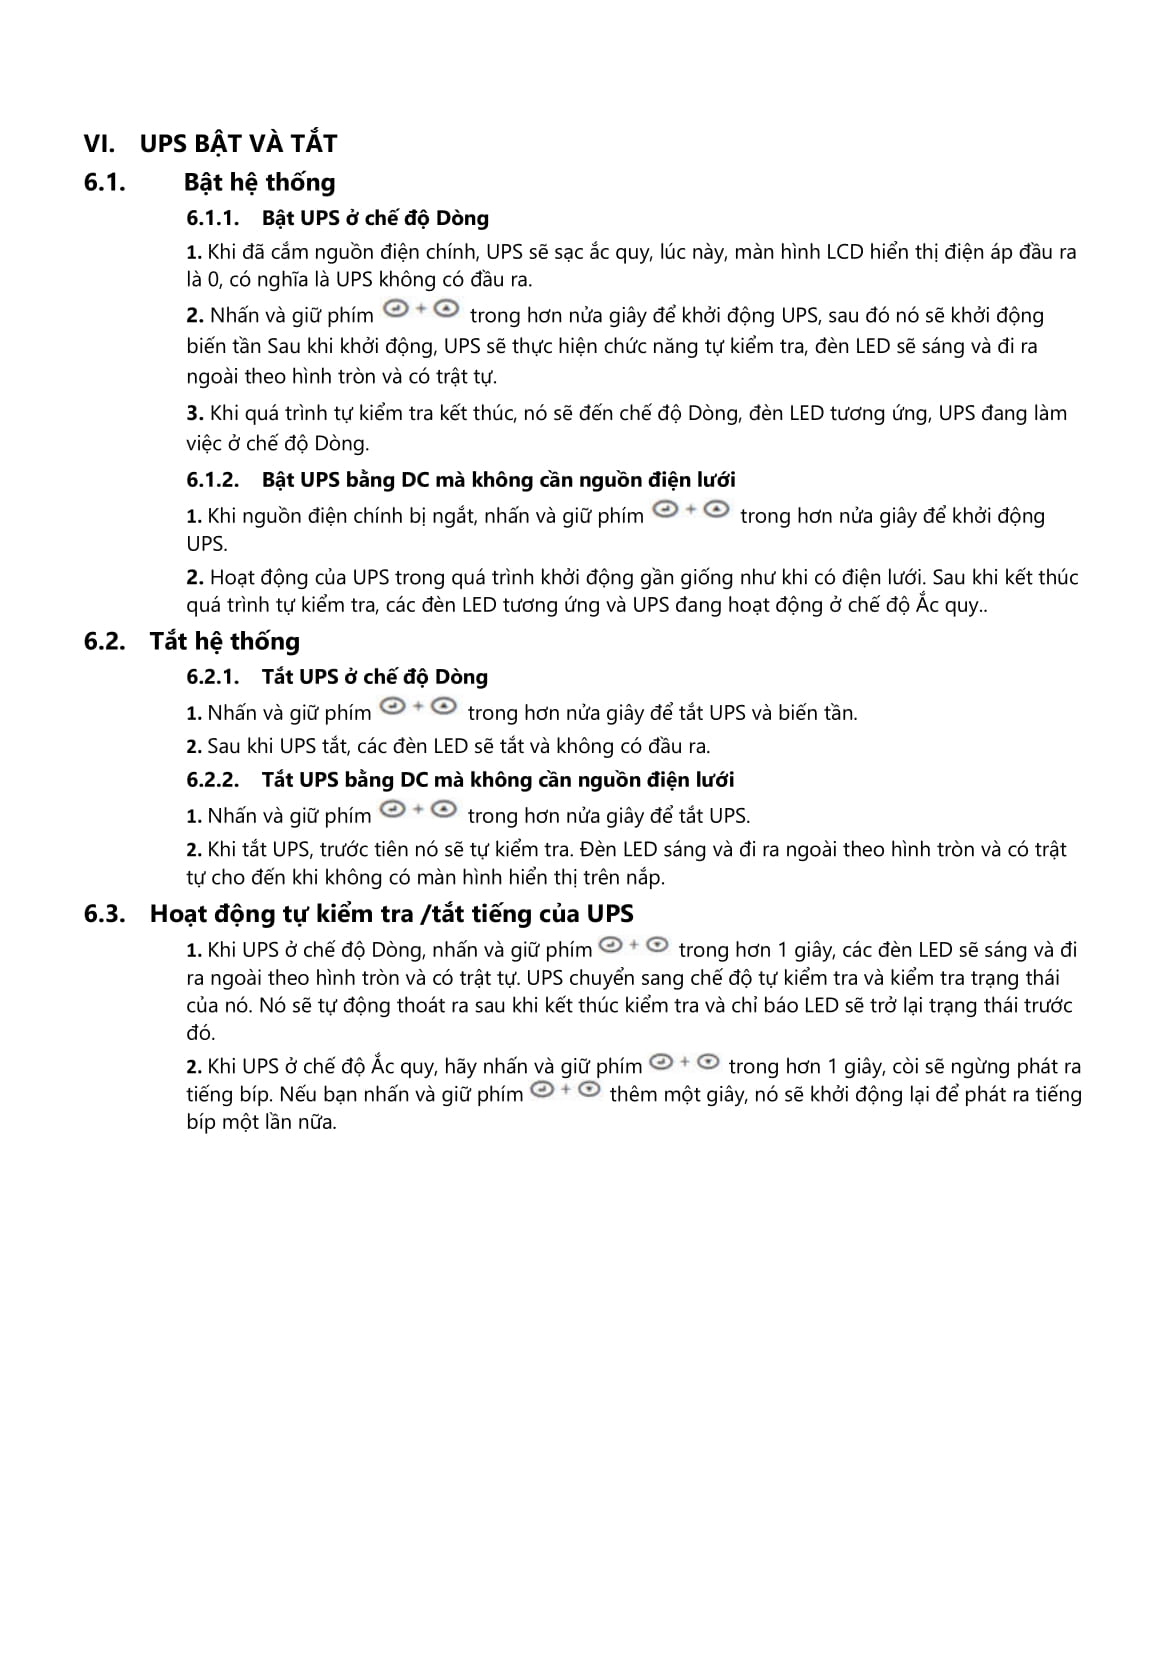 VI. UPS BẬT VÀ TẮT
6.1. Bật hệ thống
6.1.1. Bật UPS ở chế độ Dòng
1. Khi đã cắm nguồn điện chính, UPS sẽ sạc ắc quy, lúc này, màn hình LCD hiển thị điện áp đầu ra
là 0, có nghĩa là UPS không có đầu ra.
2. Nhấn và giữ phím + trong hơn nửa giây để khởi động UPS, sau đó nó sẽ khởi động
biến tần Sau khi khởi động, UPS sẽ thực hiện chức năng tự kiểm tra, đèn LED sẽ sáng và đi ra
ngoài theo hình tròn và có trật tự.
3. Khi quá trình tự kiểm tra kết thúc, nó sẽ đến chế độ Dòng, đèn LED tương ứng, UPS đang làm
việc ở chế độ Dòng.
6.1.2. Bật UPS bằng DC mà không cần nguồn điện lưới
1. Khi nguồn điện chính bị ngắt, nhấn và giữ phím + trong hơn nửa giây để khởi động
UPS.
2. Hoạt động của UPS trong quá trình khởi động gần giống như khi có điện lưới. Sau khi kết thúc
quá trình tự kiểm tra, các đèn LED tương ứng và UPS đang hoạt động ở chế độ Ắc quy..
6.2. Tắt hệ thống
6.2.1. Tắt UPS ở chế độ Dòng
1. Nhấn và giữ phím + trong hơn nửa giây để tắt UPS và biến tần.
2. Sau khi UPS tắt, các đèn LED sẽ tắt và không có đầu ra.
6.2.2. Tắt UPS bằng DC mà không cần nguồn điện lưới
1. Nhấn và giữ phím + trong hơn nửa giây để tắt UPS.
2. Khi tắt UPS, trước tiên nó sẽ tự kiểm tra. Đèn LED sáng và đi ra ngoài theo hình tròn và có trật
tự cho đến khi không có màn hình hiển thị trên nắp.
6.3. Hoạt động tự kiểm tra /tắt tiếng của UPS
1. Khi UPS ở chế độ Dòng, nhấn và giữ phím + trong hơn 1 giây, các đèn LED sẽ sáng và đi
ra ngoài theo hình tròn và có trật tự. UPS chuyển sang chế độ tự kiểm tra và kiểm tra trạng thái
của nó. Nó sẽ tự động thoát ra sau khi kết thúc kiểm tra và chỉ báo LED sẽ trở lại trạng thái trước
đó.
2. Khi UPS ở chế độ Ắc quy, hãy nhấn và giữ phím + trong hơn 1 giây, còi sẽ ngừng phát ra
tiếng bíp. Nếu bạn nhấn và giữ phím + thêm một giây, nó sẽ khởi động lại để phát ra tiếng
bíp một lần nữa.